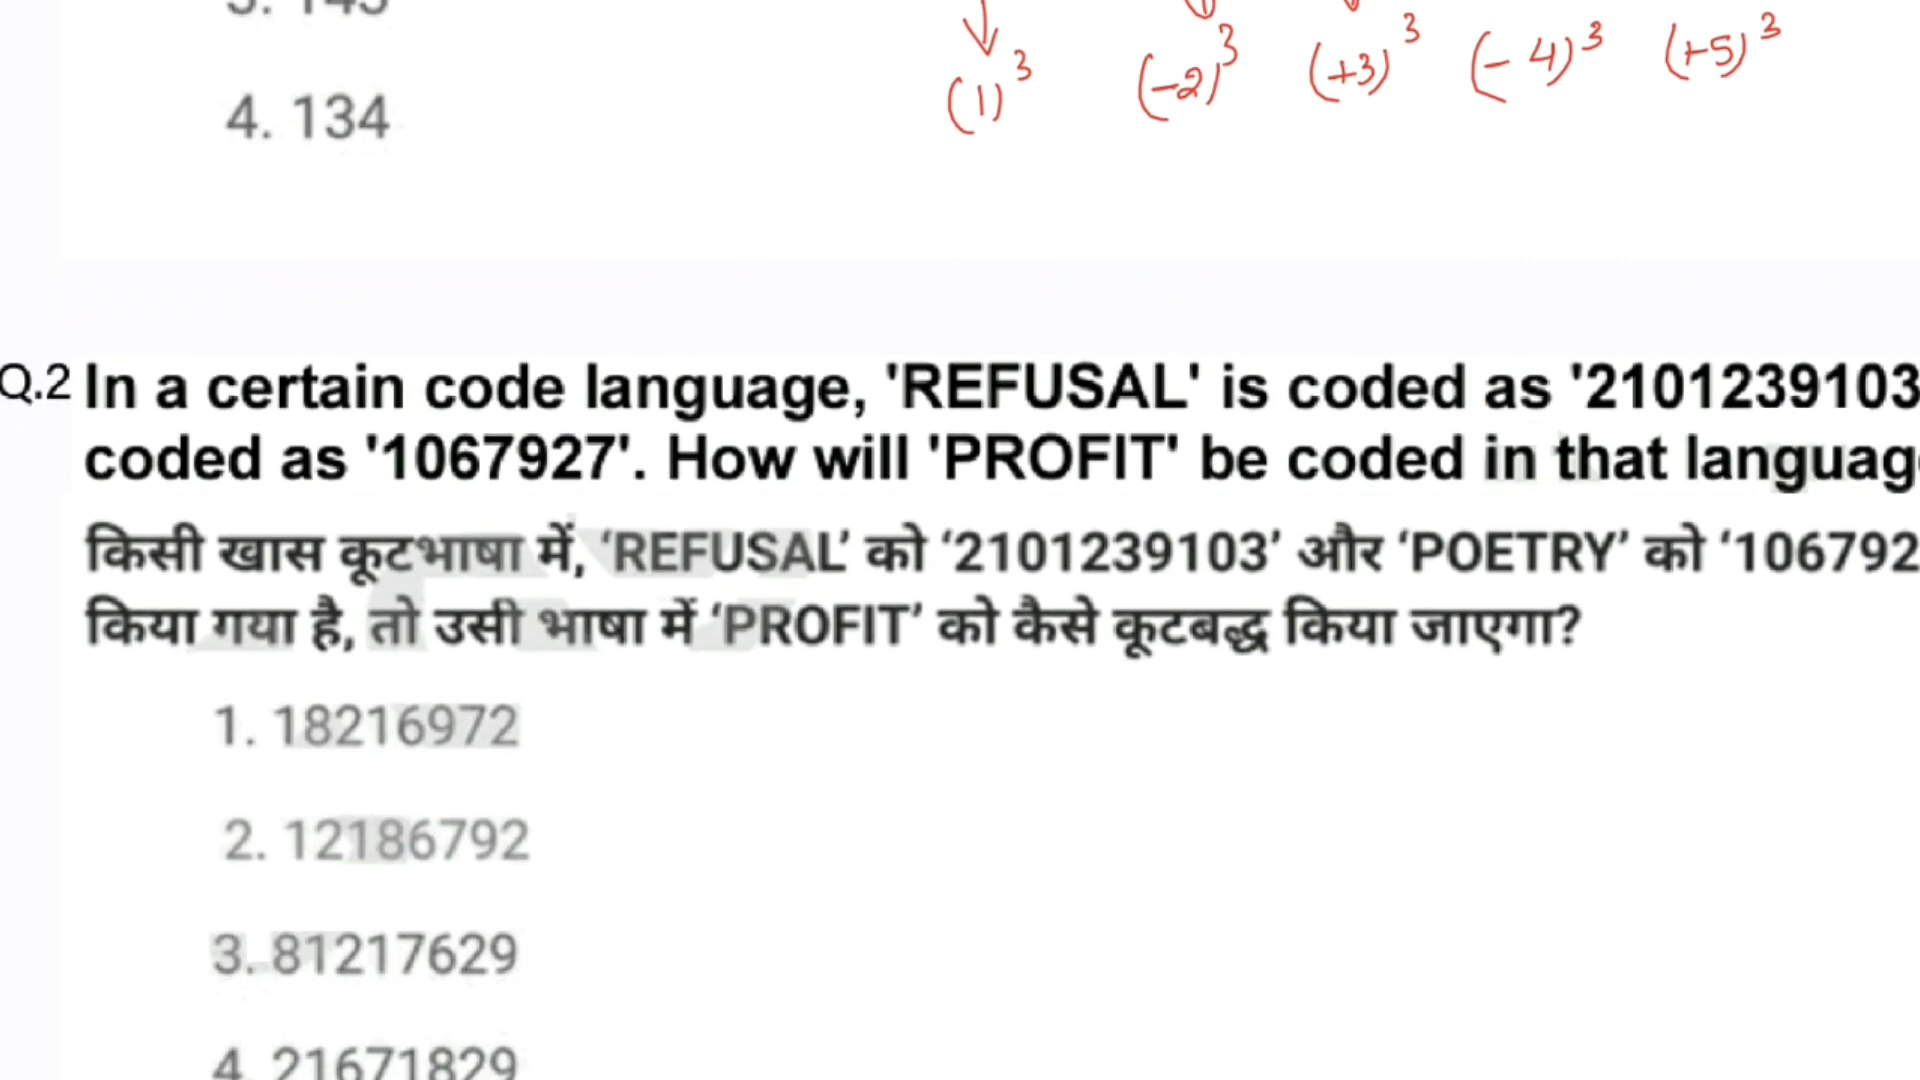 3. 143
(1)³ (-2)³ (+3)³ (-4)³ (+5)³
4. 134
Q.2 In a certain code language, 'REFUSAL' is coded as '2101239103
coded as '1067927'. How will 'PROFIT' be coded in that languag
किसी खास कूटभाषा में, ‘REFUSAL’ को ‘2101239103’ और ‘POETRY’ को ‘106792
किया गया है, तो उसी भाषा में ‘PROFIT’ को कैसे कूटबद्ध किया जाएगा?
1. 18216972
2. 12186792
3. 81217629
4. 21671829